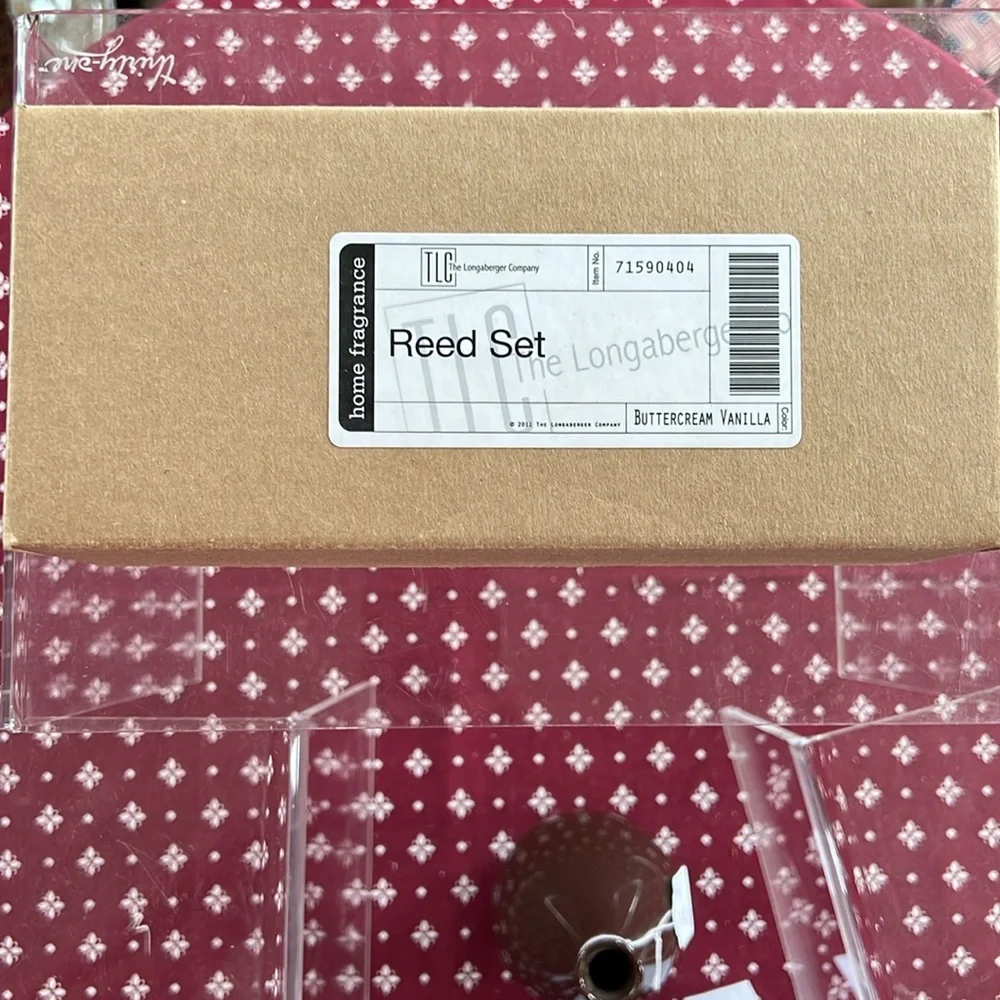 thirty-one
home fragrance
TLC The Longaberger Company
Item No. 71590404
Reed Set
TLC The Longaberger Co
© 2011 The Longaberger Company
Buttercream Vanilla
Color: